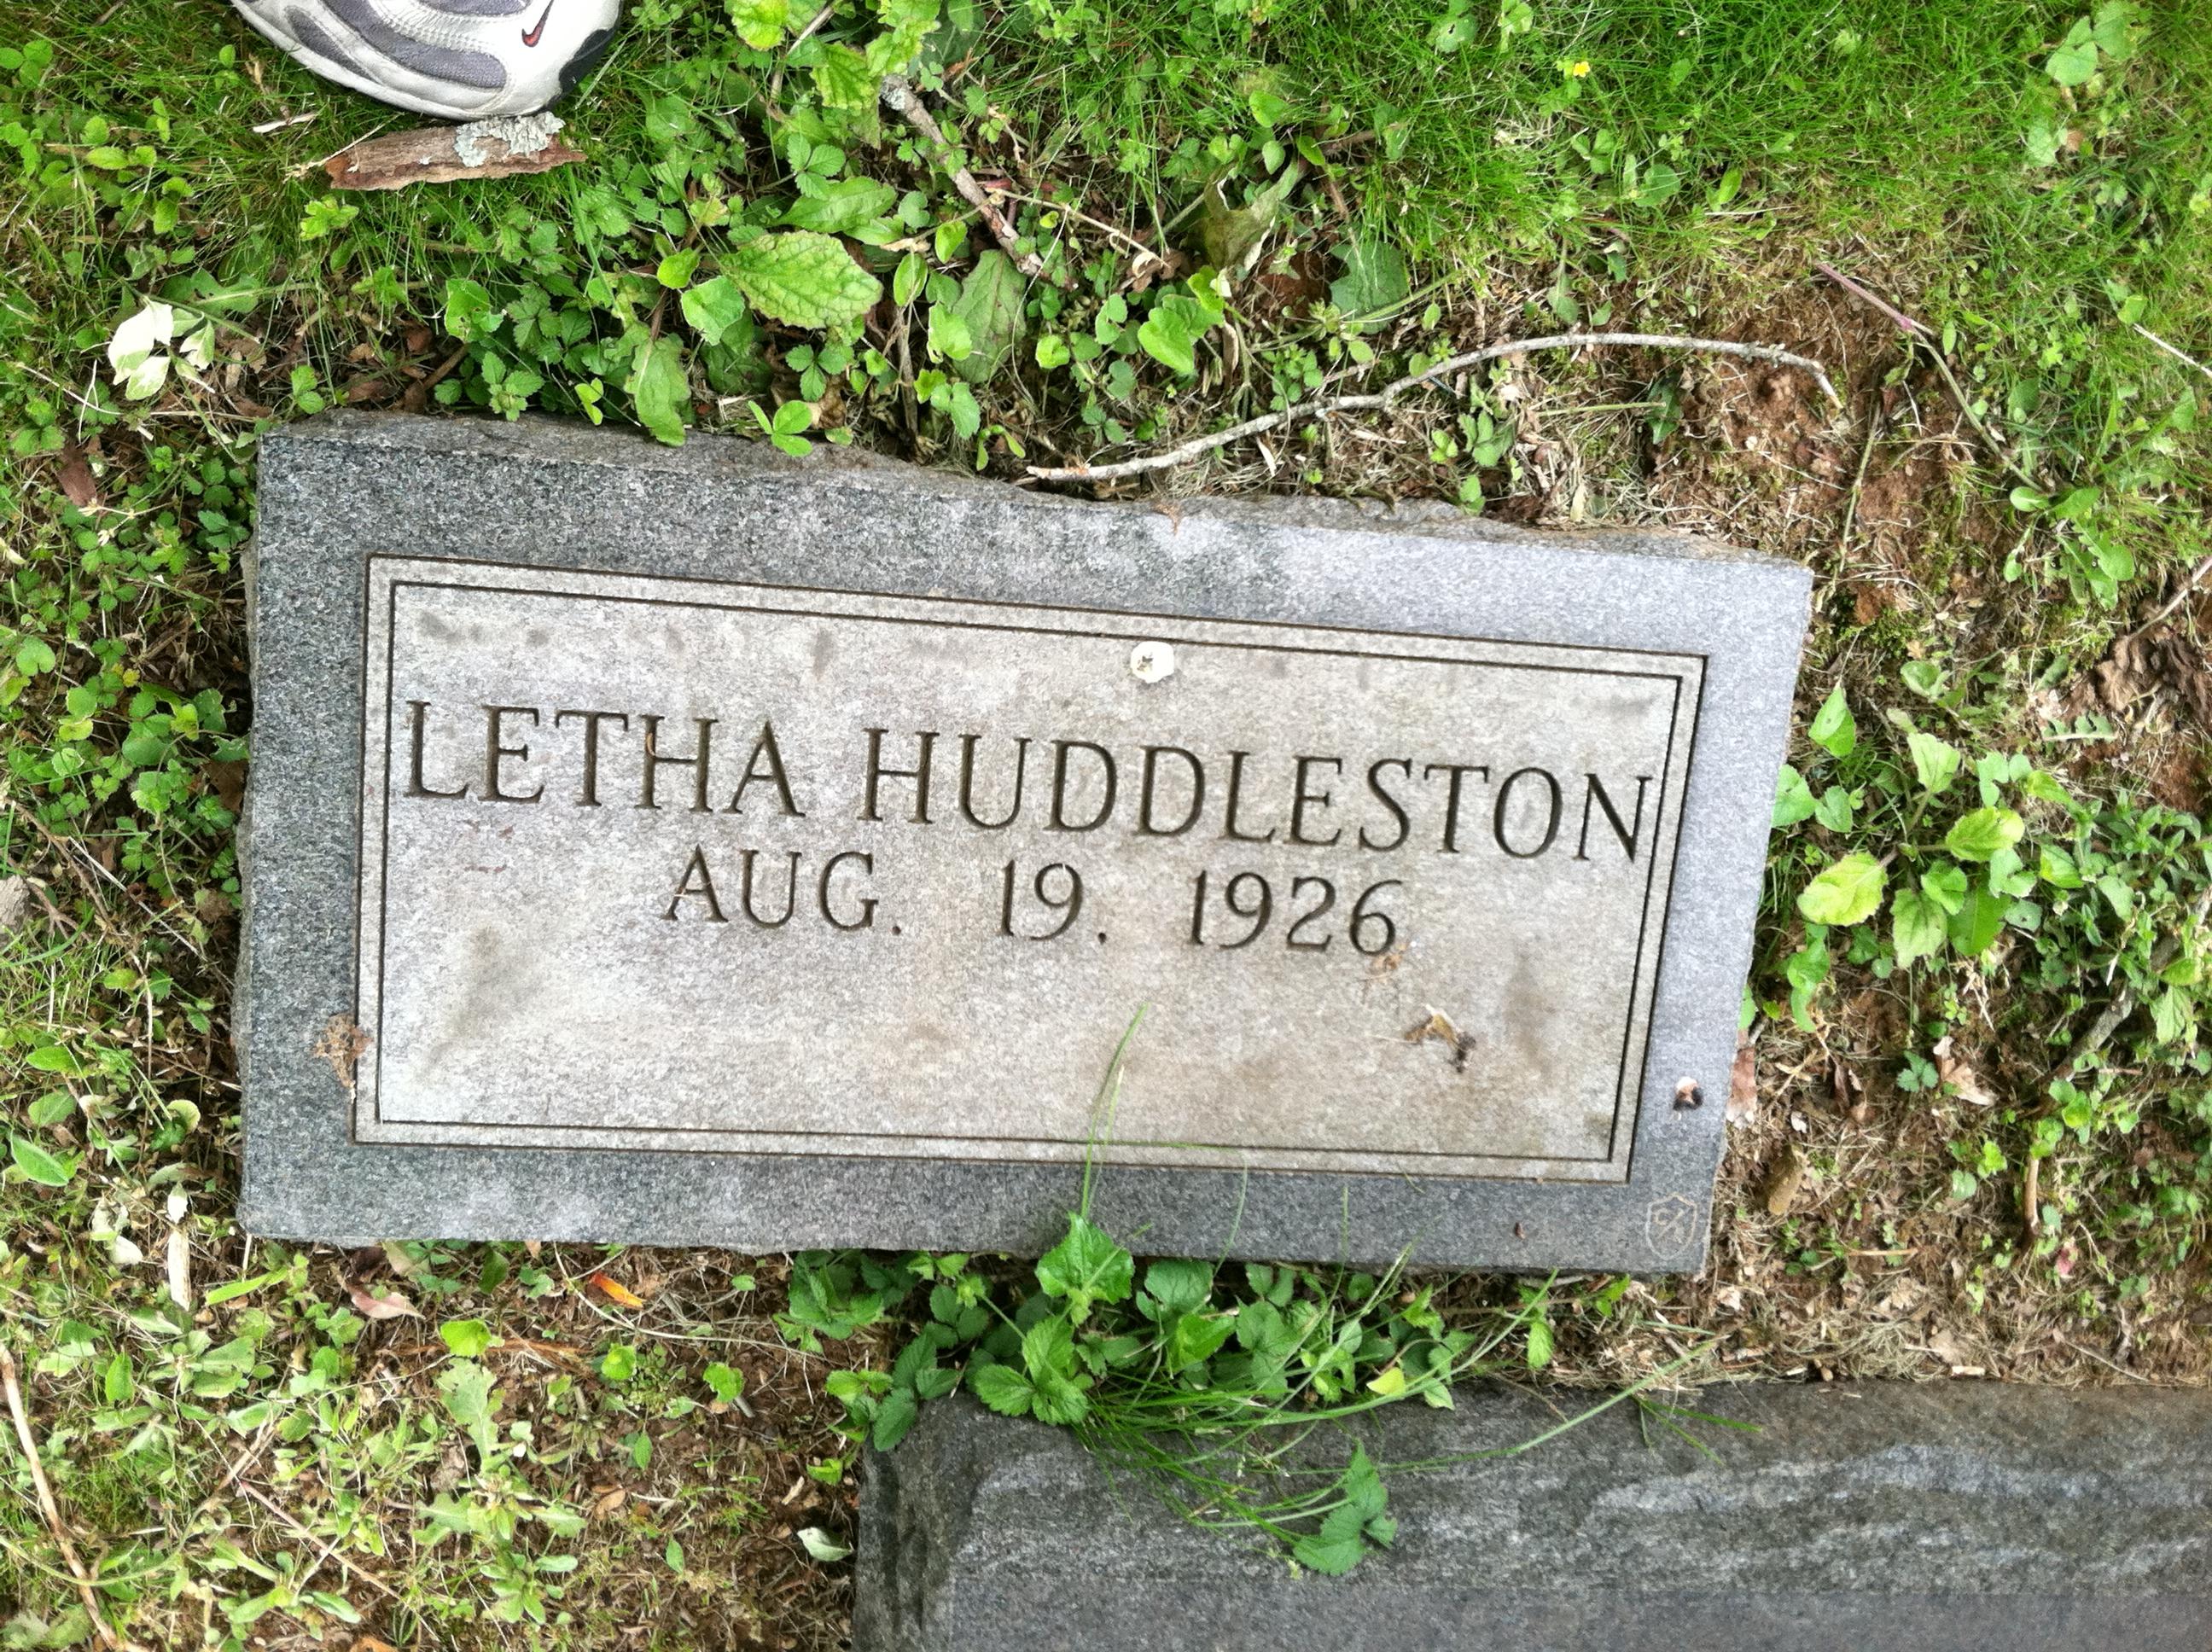 LETHA HUDDLESTON
AUG. 19. 1926